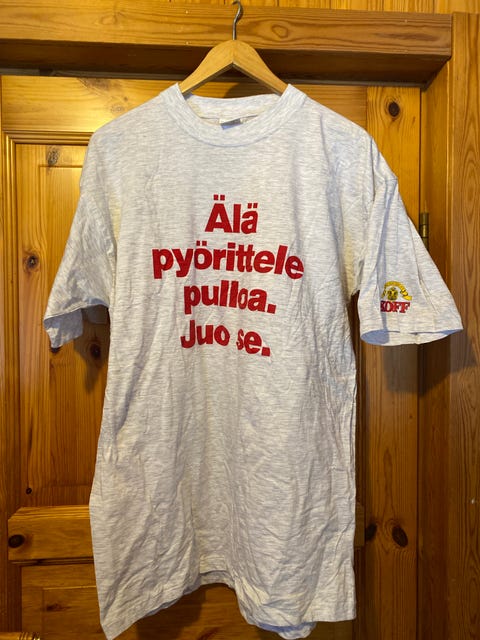 Älä
pyörittele
pulloa.
Juo se.
KOFF